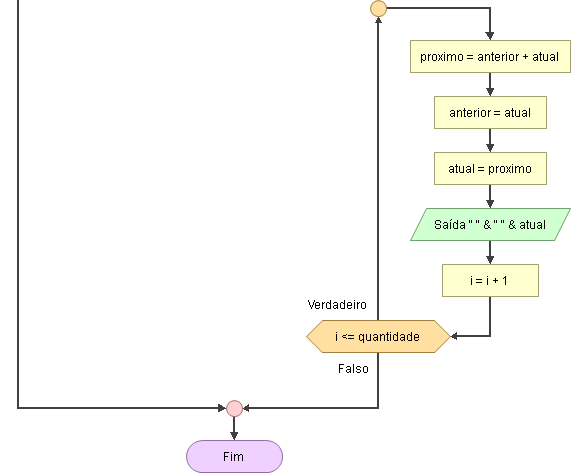 proximo = anterior + atual
anterior = atual
atual = proximo
Saída " " & " " & atual
i = i + 1
Verdadeiro
i <= quantidade
Falso
Fim